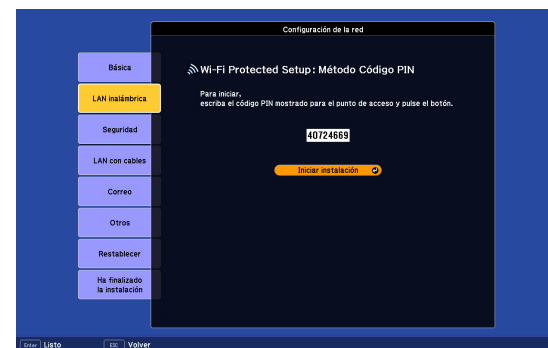 Configuración de la red
Básica
LAN inalámbrica
Seguridad
LAN con cables
Correo
Otros
Restablecer
Ha finalizado
la instalación
Wi-Fi Protected Setup: Método Código PIN
Para iniciar,
escriba el código PIN mostrado para el punto de acceso y pulse el botón.
40724669
Iniciar instalación
Enter Listo
ESC Volver